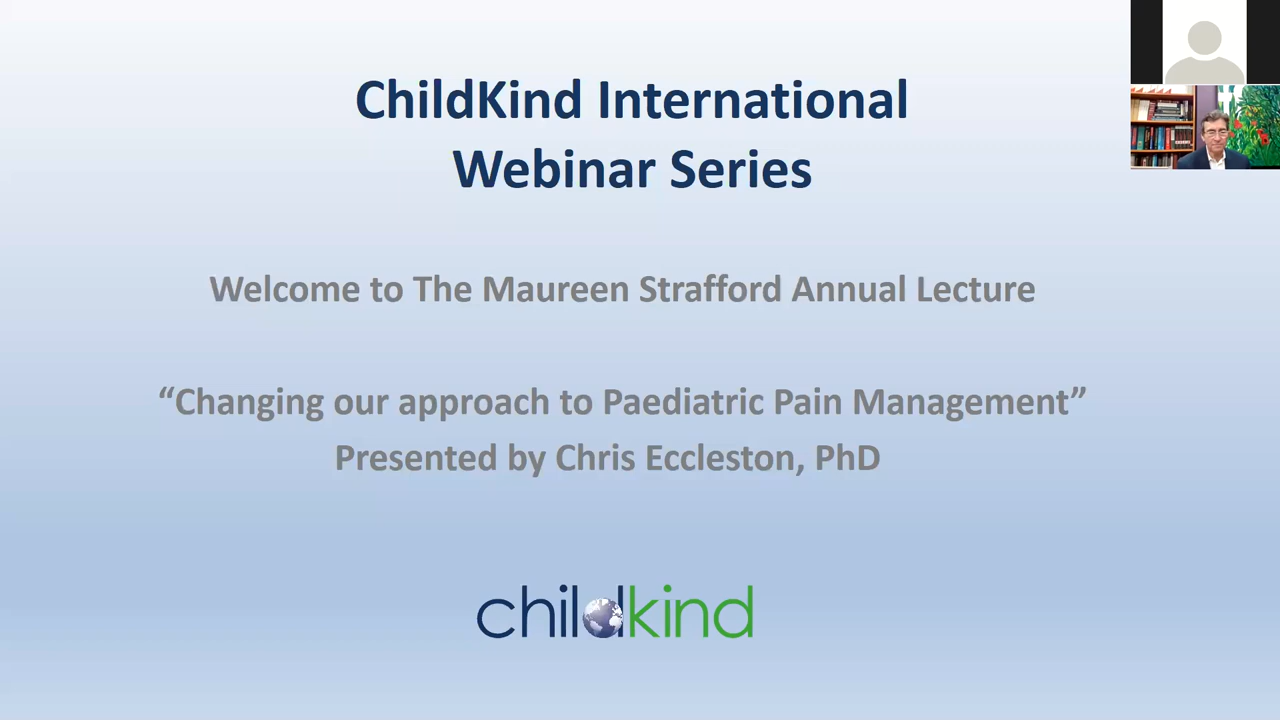 ChildKind International
Webinar Series
Welcome to The Maureen Strafford Annual Lecture
“Changing our approach to Paediatric Pain Management”
Presented by Chris Eccleston, PhD
childkind